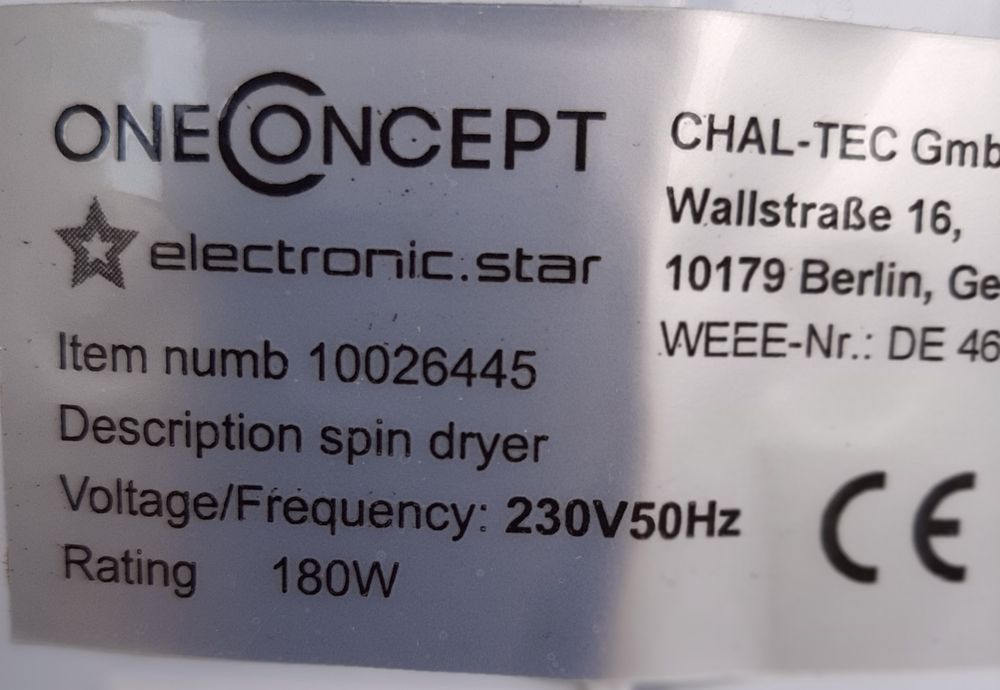 ONECONCEPT
electronic.star
Item numb 10026445
Description spin dryer
Voltage/Frequency: 230V50Hz
Rating 180W
CHAL-TEC Gmb
Wallstraße 16,
10179 Berlin, Ge
WEEE-Nr.: DE 46
CE